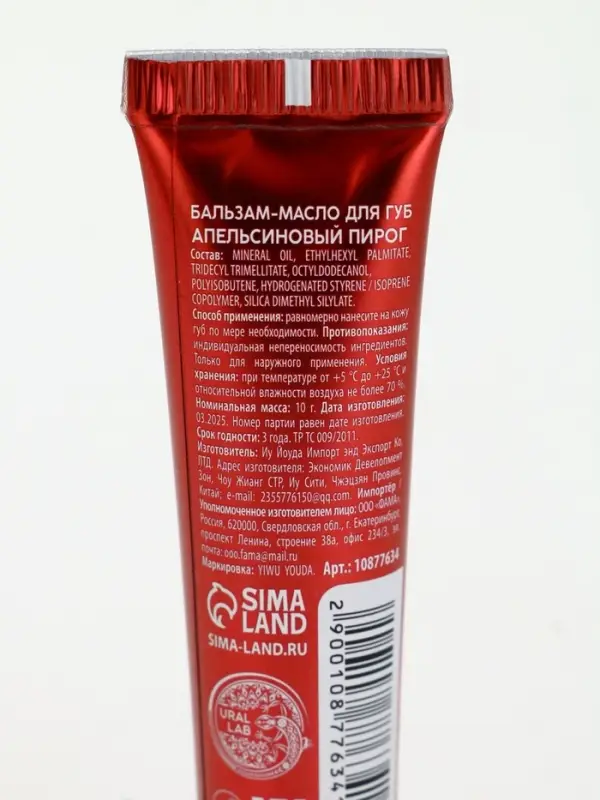 БАЛЬЗАМ-МАСЛО ДЛЯ ГУБ
АПЕЛЬСИНОВЫЙ ПИРОГ
Состав: MINERAL OIL, ETHYLHEXYL PALMITATE,
TRIDECYL TRIMELLITATE, OCTYLDODECANOL,
POLYISOBUTENE, HYDROGENATED STYRENE / ISOPRENE
COPOLYMER, SILICA DIMETHYL SILYLATE.
Способ применения: равномерно нанесите на кожу
губ по мере необходимости. Противопоказания:
индивидуальная непереносимость ингредиентов.
Только для наружного применения. Условия
хранения: при температуре от +5 °C до +25 °C и
относительной влажности воздуха не более 70 %.
Номинальная масса: 10 г. Дата изготовления:
03.2025. Номер партии равен дате изготовления.
Срок годности: 3 года. ТР ТС 009/2011.
Изготовитель: Иу Йоуда Импорт энд Экспорт Ко,
ЛТД. Адрес изготовителя: Экономик Девелопмент
Зон, Чоу Жианг СТР, Иу Сити, Чжэцзян Провинс,
Китай; e-mail: 2355776150@qq.com. Импортёр /
Уполномоченное изготовителем лицо: ООО «ФАМА»,
Россия, 620000, Свердловская обл., г. Екатеринбург,
проспект Ленина, строение 38а, офис 234/3. эл.
почта: ooo.fama@mail.ru
Маркировка: YIWU YOUDA. Арт.: 10877634
SIMA
LAND
SIMA-LAND.RU
URAL
LAB
2 900108 77634